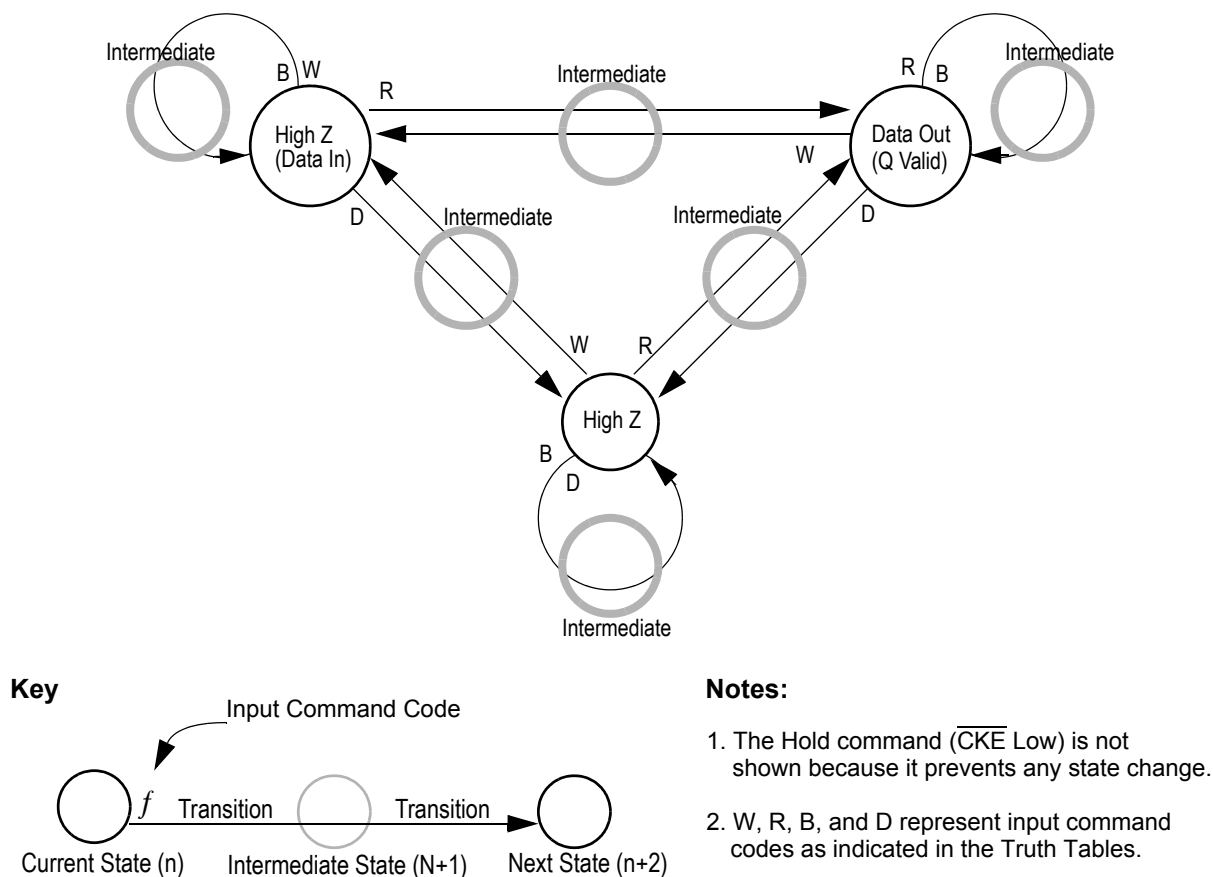 Intermediate
B W
R
Intermediate
R B
Intermediate
High Z
(Data In)
Data Out
(Q Valid)
W
D
Intermediate
Intermediate
D
W
R
High Z
B
D
Intermediate
Key
Input Command Code
f
Transition
Transition
Current State (n)
Intermediate State (N+1)
Next State (n+2)
Notes:
1. The Hold command (C̅K̅E̅ Low) is not
shown because it prevents any state change.
2. W, R, B, and D represent input command
codes as indicated in the Truth Tables.